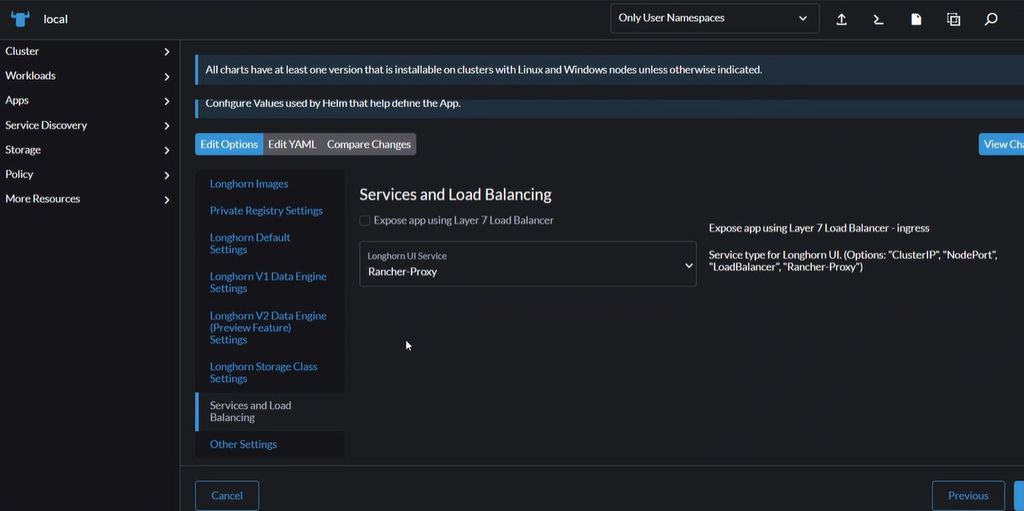 local
Only User Namespaces
Cluster
Workloads
Apps
Service Discovery
Storage
Policy
More Resources
All charts have at least one version that is installable on clusters with Linux and Windows nodes unless otherwise indicated.
Configure Values used by Helm that help define the App.
Edit Options
Edit YAML
Compare Changes
View Cha
Longhorn Images
Private Registry Settings
Longhorn Default
Settings
Longhorn V1 Data Engine
Settings
Longhorn V2 Data Engine
(Preview Feature)
Settings
Longhorn Storage Class
Settings
Services and Load
Balancing
Other Settings
Services and Load Balancing
Expose app using Layer 7 Load Balancer
Longhorn UI Service
Rancher-Proxy
Expose app using Layer 7 Load Balancer - ingress
Service type for Longhorn UI. (Options: "ClusterIP", "NodePort",
"LoadBalancer", "Rancher-Proxy")
Cancel
Previous